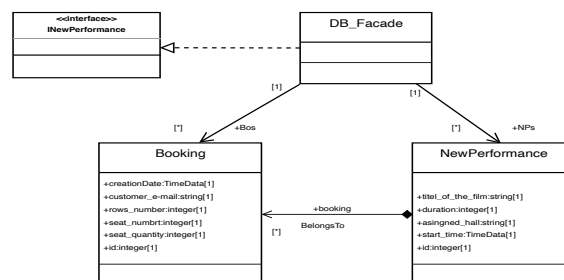 <<interface>>
INewPerformance
DB_Facade
[1]
[1]
[*]
+Bos
[*]
+NPs
Booking
+creationDate:TimeData[1]
+customer_e-mail:string[1]
+rows_number:integer[1]
+seat_numbrt:integer[1]
+seat_quantity:integer[1]
+id:integer[1]
+booking
[*]
BelongsTo
NewPerformance
+titel_of_the_film:string[1]
+duration:integer[1]
+asingned_hall:string[1]
+start_time:TimeData[1]
+id:integer[1]